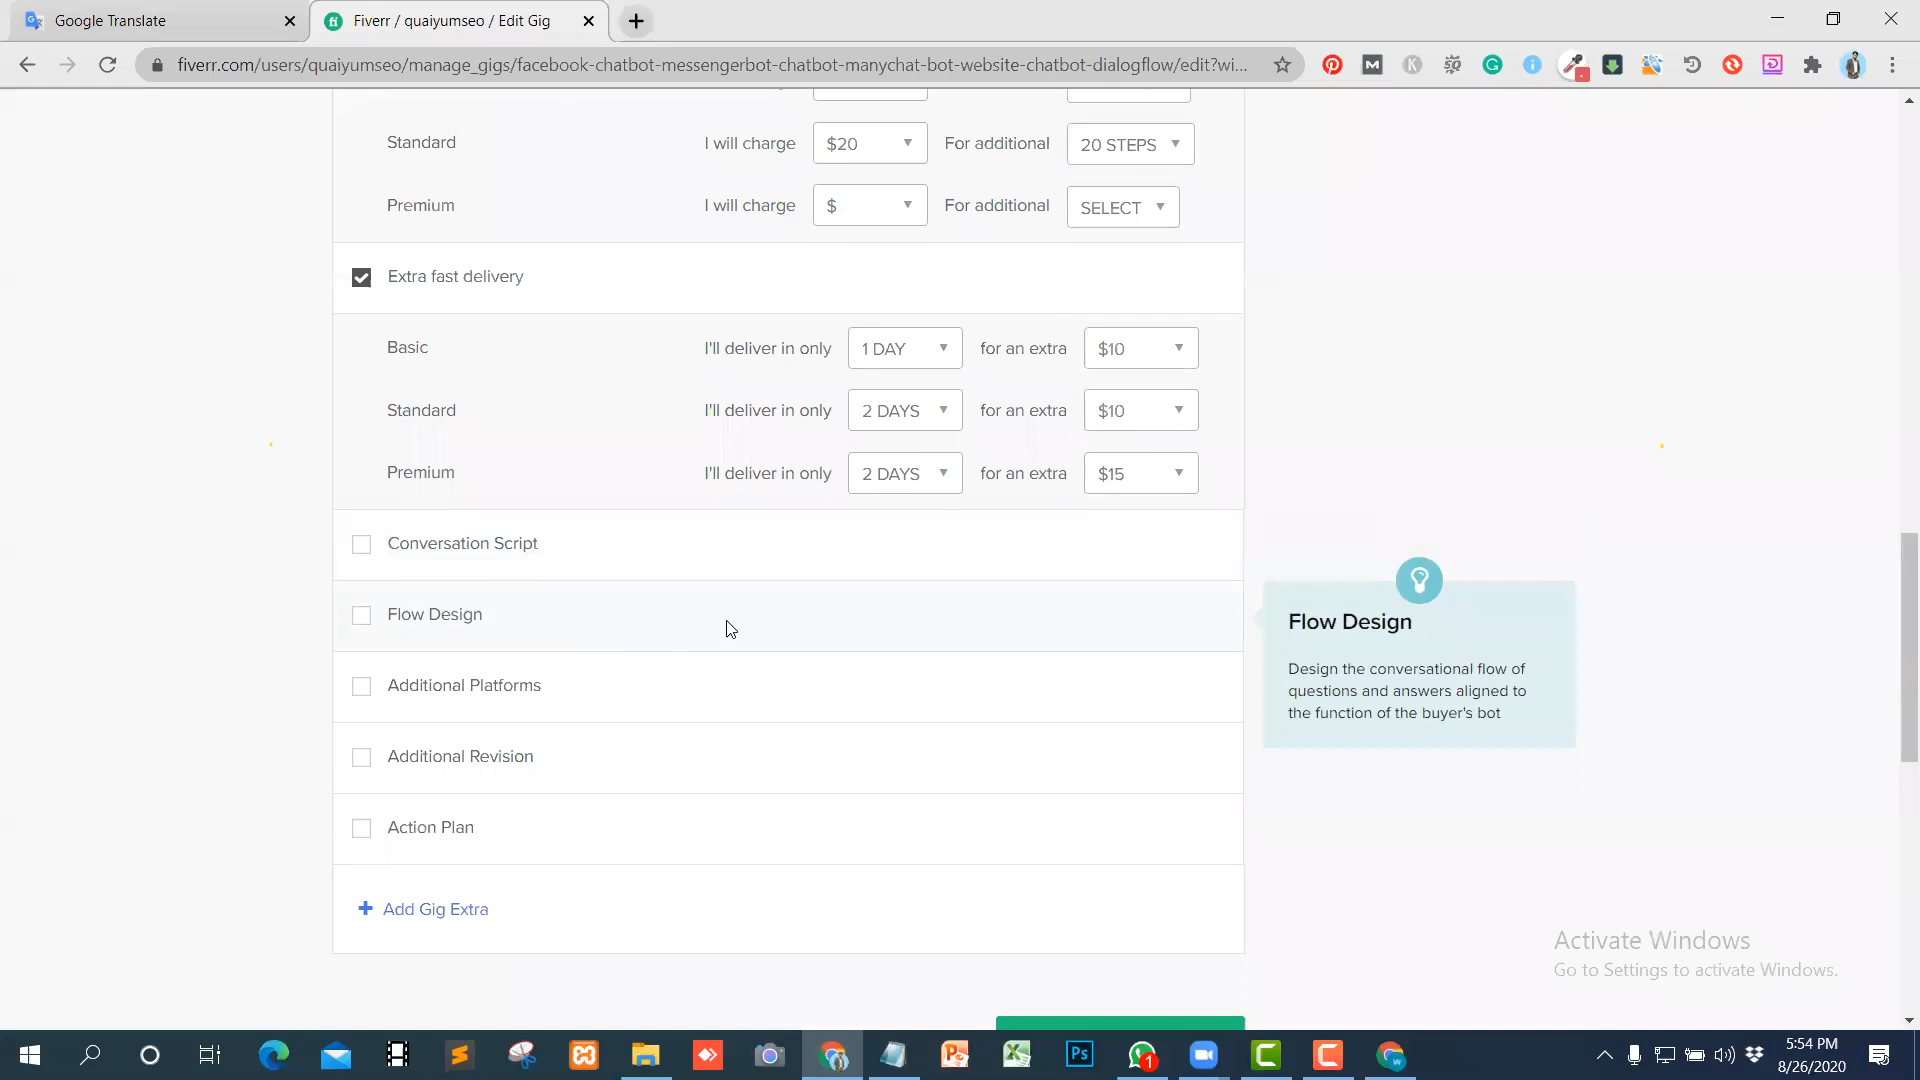 Google Translate
Fiverr / quaiyumseo / Edit Gig
fiverr.com/users/quaiyumseo/manage_gigs/facebook-chatbot-messengerbot-chatbot-manychat-bot-website-chatbot-dialogflow/edit?wi...
Standard I will charge $20 For additional 20 STEPS
Premium I will charge $ For additional SELECT
Extra fast delivery
Basic I'll deliver in only 1 DAY for an extra $10
Standard I'll deliver in only 2 DAYS for an extra $10
Premium I'll deliver in only 2 DAYS for an extra $15
Conversation Script
Flow Design
Additional Platforms
Additional Revision
Action Plan
+ Add Gig Extra
Flow Design
Design the conversational flow of
questions and answers aligned to
the function of the buyer's bot
Activate Windows
Go to Settings to activate Windows.
5:54 PM
8/26/2020